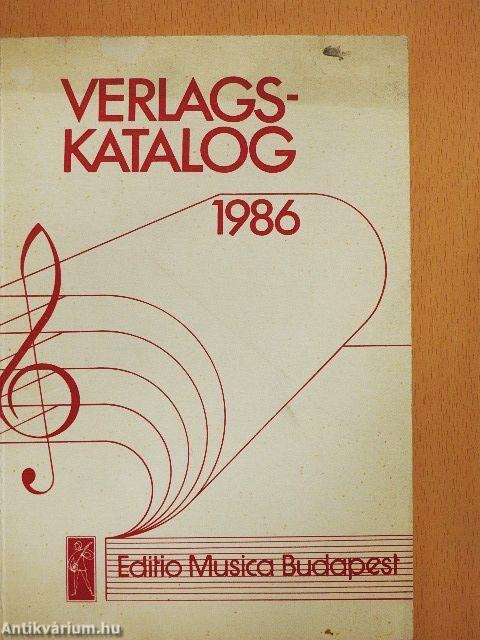 VERLAGS-
KATALOG
1986
Editio Musica Budapest
Antikvárium.hu